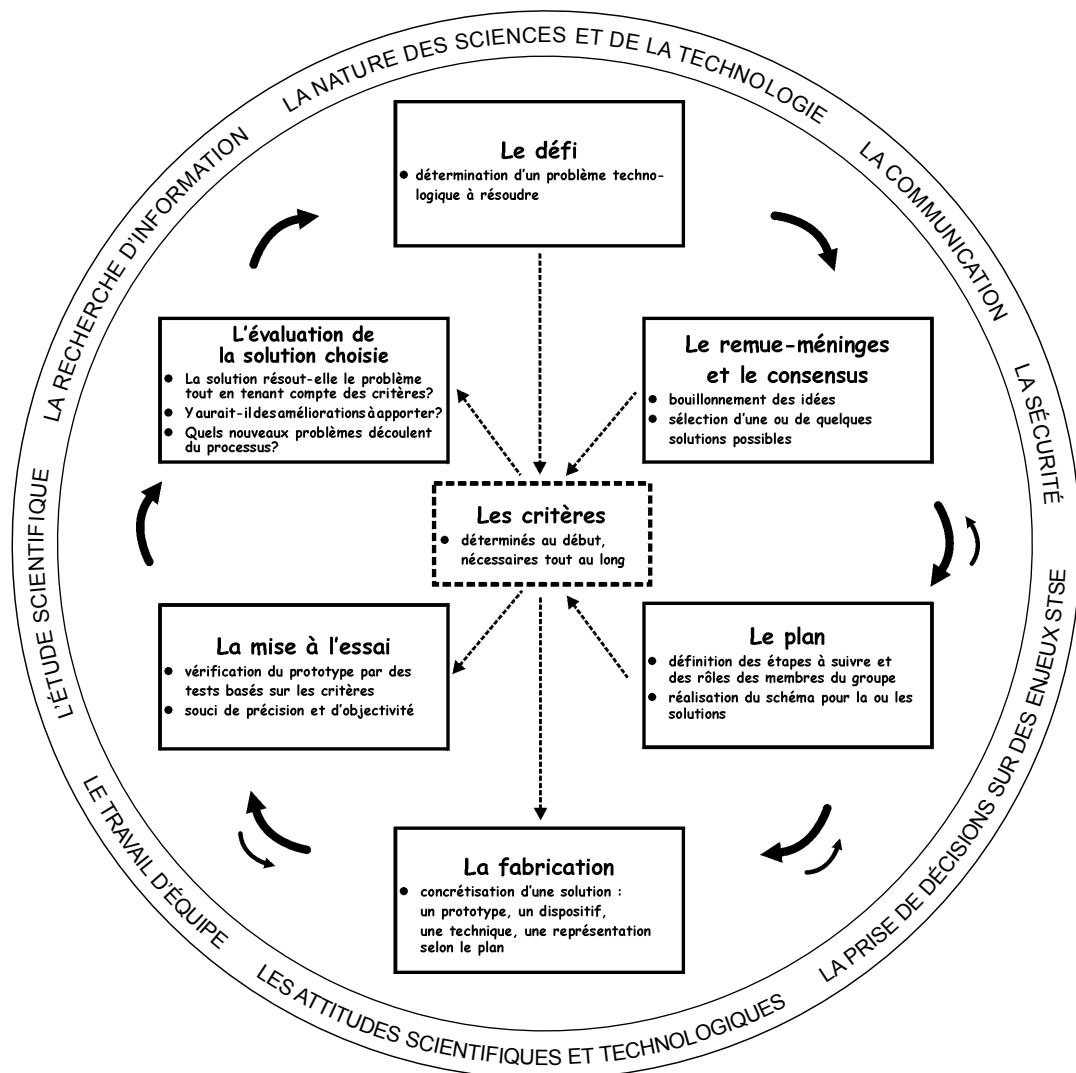 LA NATURE DES SCIENCES ET DE LA TECHNOLOGIE
LA COMMUNICATION
LA SÉCURITÉ
LA PRISE DE DÉCISIONS SUR DES ENJEUX STSE
LES ATTITUDES SCIENTIFIQUES ET TECHNOLOGIQUES
LE TRAVAIL D'ÉQUIPE
L'ÉTUDE SCIENTIFIQUE
LA RECHERCHE D'INFORMATION
Le défi
• détermination d'un problème techno-
logique à résoudre
Le remue-méninges
et le consensus
• bouillonnement des idées
• sélection d'une ou de quelques
solutions possibles
Le plan
• définition des étapes à suivre et
des rôles des membres du groupe
• réalisation du schéma pour la ou les
solutions
La fabrication
• concrétisation d'une solution :
un prototype, un dispositif,
une technique, une représentation
selon le plan
La mise à l'essai
• vérification du prototype par des
tests basés sur les critères
• souci de précision et d'objectivité
L'évaluation de
la solution choisie
• La solution résout-elle le problème
tout en tenant compte des critères?
• Y aurait-il des améliorations à apporter?
• Quels nouveaux problèmes découlent
du processus?
Les critères
• déterminés au début,
nécessaires tout au long